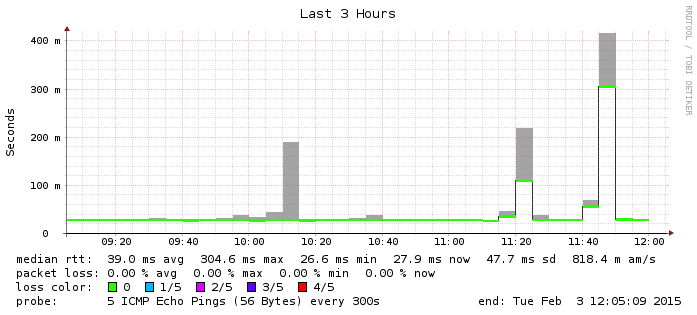 Last 3 Hours
RRDTOOL / TOBI OETIKER
Seconds
400 m
300 m
200 m
100 m
0
09:20 09:40 10:00 10:20 10:40 11:00 11:20 11:40 12:00
median rtt: 39.0 ms avg 304.6 ms max 26.6 ms min 27.9 ms now 47.7 ms sd 818.4 m am/s
packet loss: 0.00 % avg 0.00 % max 0.00 % min 0.00 % now
loss color: 0 1/5 2/5 3/5 4/5
probe: 5 ICMP Echo Pings (56 Bytes) every 300s end: Tue Feb 3 12:05:09 2015